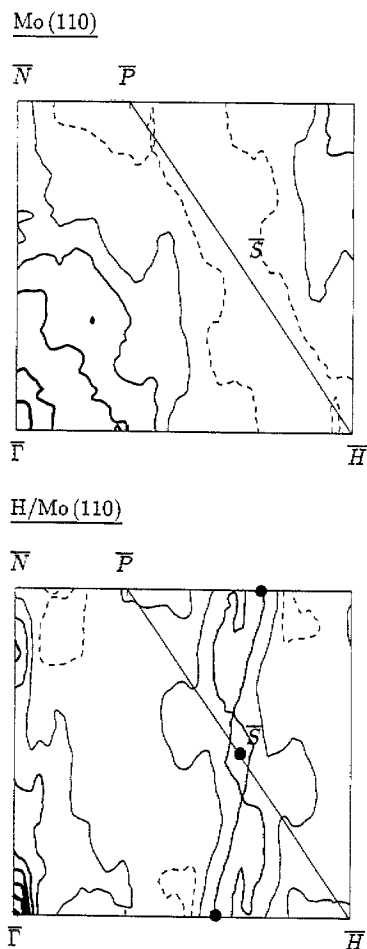 Mo (110)
N̅ P̅
S̅
Γ̅ H̅
H/Mo (110)
N̅ P̅
S̅
Γ̅ H̅